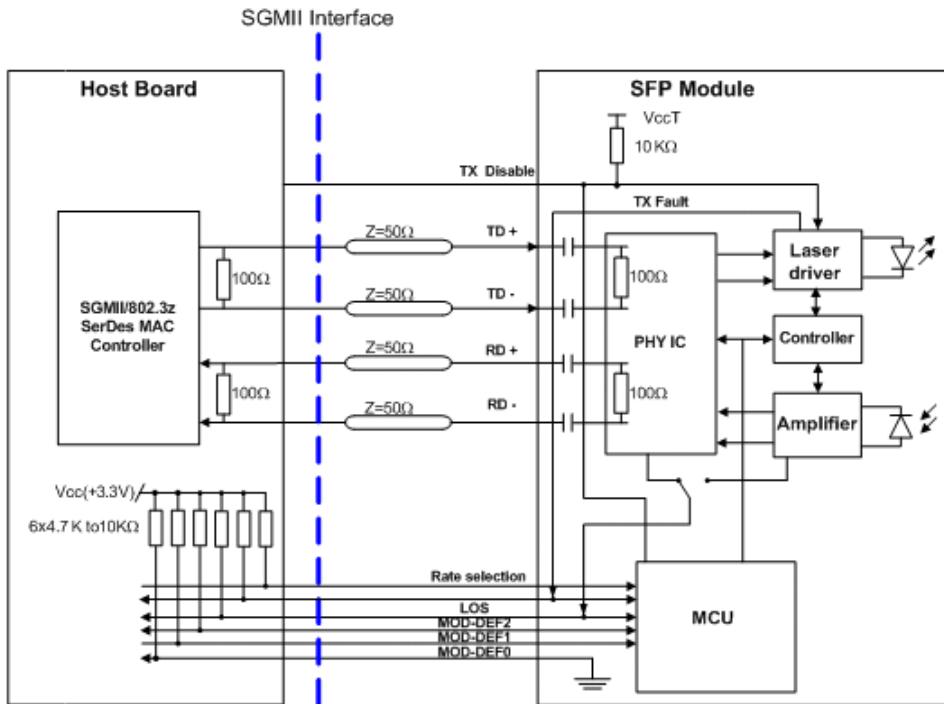 SGMII Interface
Host Board
SFP Module
VccT
10 KΩ
TX Disable
TX Fault
Z=50Ω
TD +
Laser
driver
100Ω
100Ω
SGMII/802.3z
SerDes MAC
Controller
Z=50Ω
TD -
PHY IC
Controller
Z=50Ω
RD +
100Ω
100Ω
Z=50Ω
RD -
Amplifier
Vcc(+3.3V)
6x4.7 K to10KΩ
Rate selection
LOS
MOD-DEF2
MOD-DEF1
MOD-DEF0
MCU